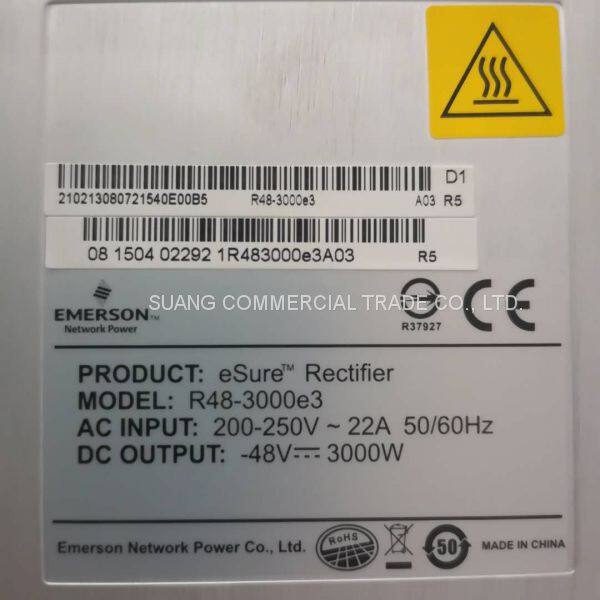 D1
210213080721540E00B5 R48-3000e3 A03 R5
08 1504 02292 1R483000e3A03 R5
SUANG COMMERCIAL TRADE CO., LTD.
EMERSON™
Network Power
R37927
CE
PRODUCT: eSure™ Rectifier
MODEL: R48-3000e3
AC INPUT: 200-250V ~ 22A 50/60Hz
DC OUTPUT: -48V⎓ 3000W
Emerson Network Power Co., Ltd. RoHS 50 MADE IN CHINA